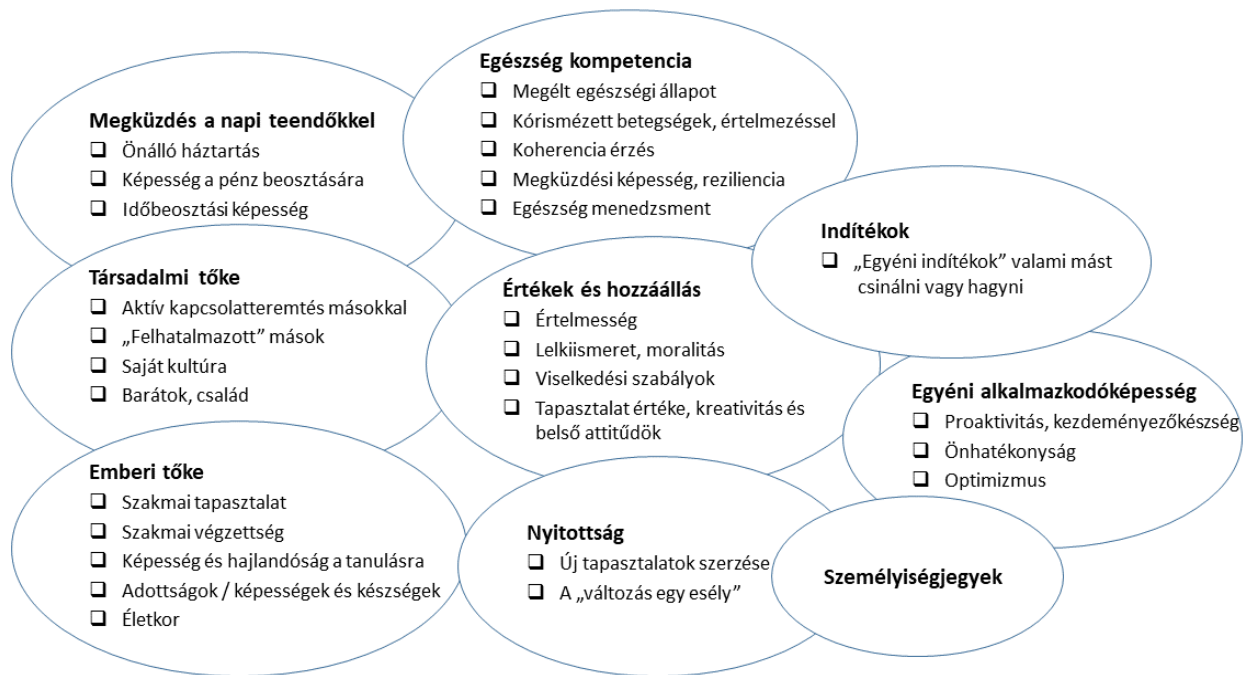 Megküzdés a napi teendőkkel
❑ Önálló háztartás
❑ Képesség a pénz beosztására
❑ Időbeosztási képesség
Egészség kompetencia
❑ Megélt egészségi állapot
❑ Kórismézett betegségek, értelmezéssel
❑ Koherencia érzés
❑ Megküzdési képesség, reziliencia
❑ Egészség menedzsment
Indítékok
❑ „Egyéni indítékok” valami mást
csinálni vagy hagyni
Társadalmi tőke
❑ Aktív kapcsolatteremtés másokkal
❑ „Felhatalmazott” mások
❑ Saját kultúra
❑ Barátok, család
Értékek és hozzáállás
❑ Értelmesség
❑ Lelkiismeret, moralitás
❑ Viselkedési szabályok
❑ Tapasztalat értéke, kreativitás és
belső attitűdök
Egyéni alkalmazkodóképesség
❑ Proaktivitás, kezdeményezőkészség
❑ Önhatékonyság
❑ Optimizmus
Emberi tőke
❑ Szakmai tapasztalat
❑ Szakmai végzettség
❑ Képesség és hajlandóság a tanulásra
❑ Adottságok / képességek és készségek
❑ Életkor
Nyitottság
❑ Új tapasztalatok szerzése
❑ A „változás egy esély”
Személyiségjegyek